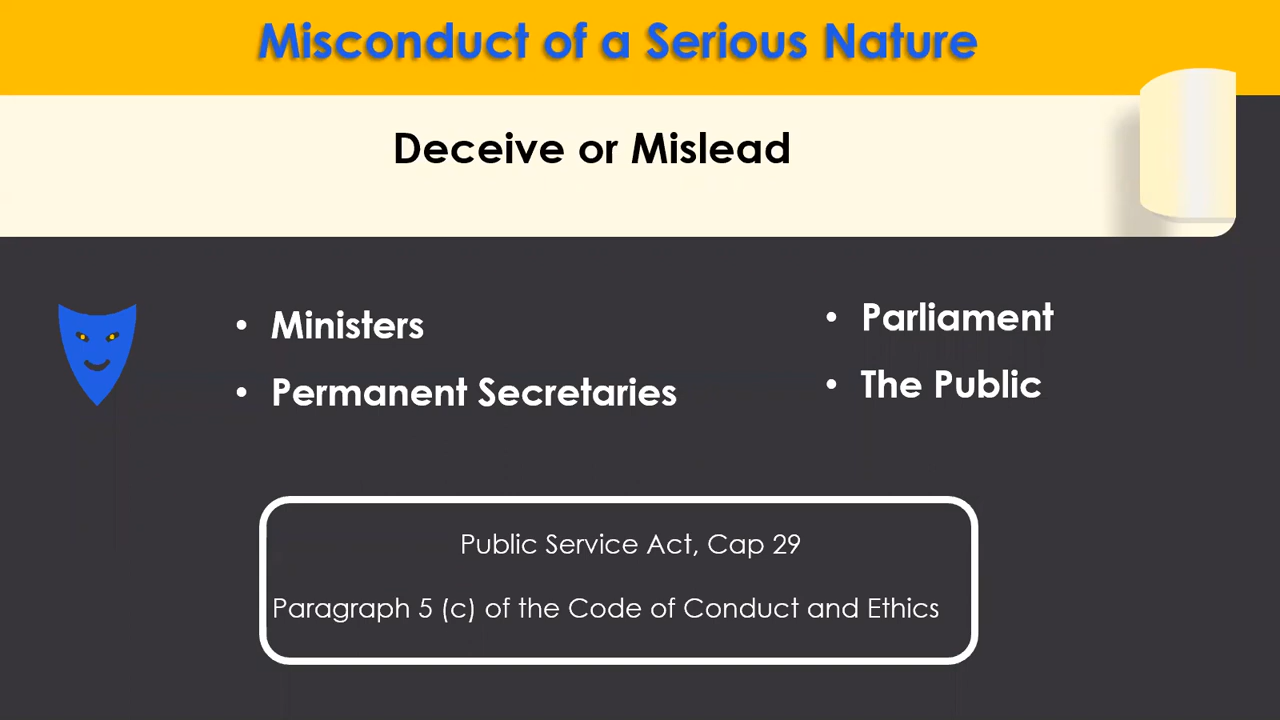 Misconduct of a Serious Nature
Deceive or Mislead
• Ministers
• Permanent Secretaries
• Parliament
• The Public
Public Service Act, Cap 29
Paragraph 5 (c) of the Code of Conduct and Ethics